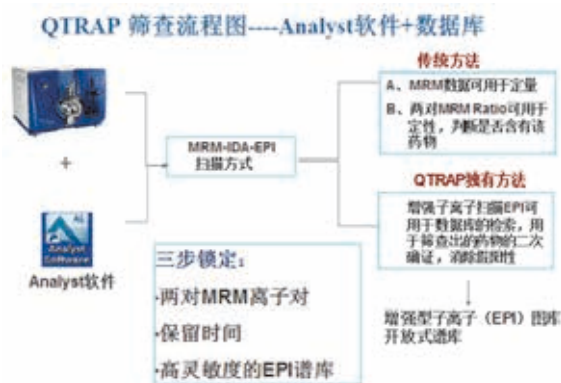 QTRAP 筛查流程图----Analyst软件+数据库
传统方法
A、MRM数据可用于定量
B、两对MRM Ratio可用于
定性，判断是否含有该
药物
MRM-IDA-EPI
扫描方式
+
QTRAP独有方法
增强子离子扫描EPI可
用于数据库的检索，用
于筛查出的药物的二次
确证，消除假阳性
Analyst
Software
Analyst软件
三步锁定：
·两对MRM离子对
·保留时间
·高灵敏度的EPI谱库
增强型子离子（EPI）图库
开放式谱库